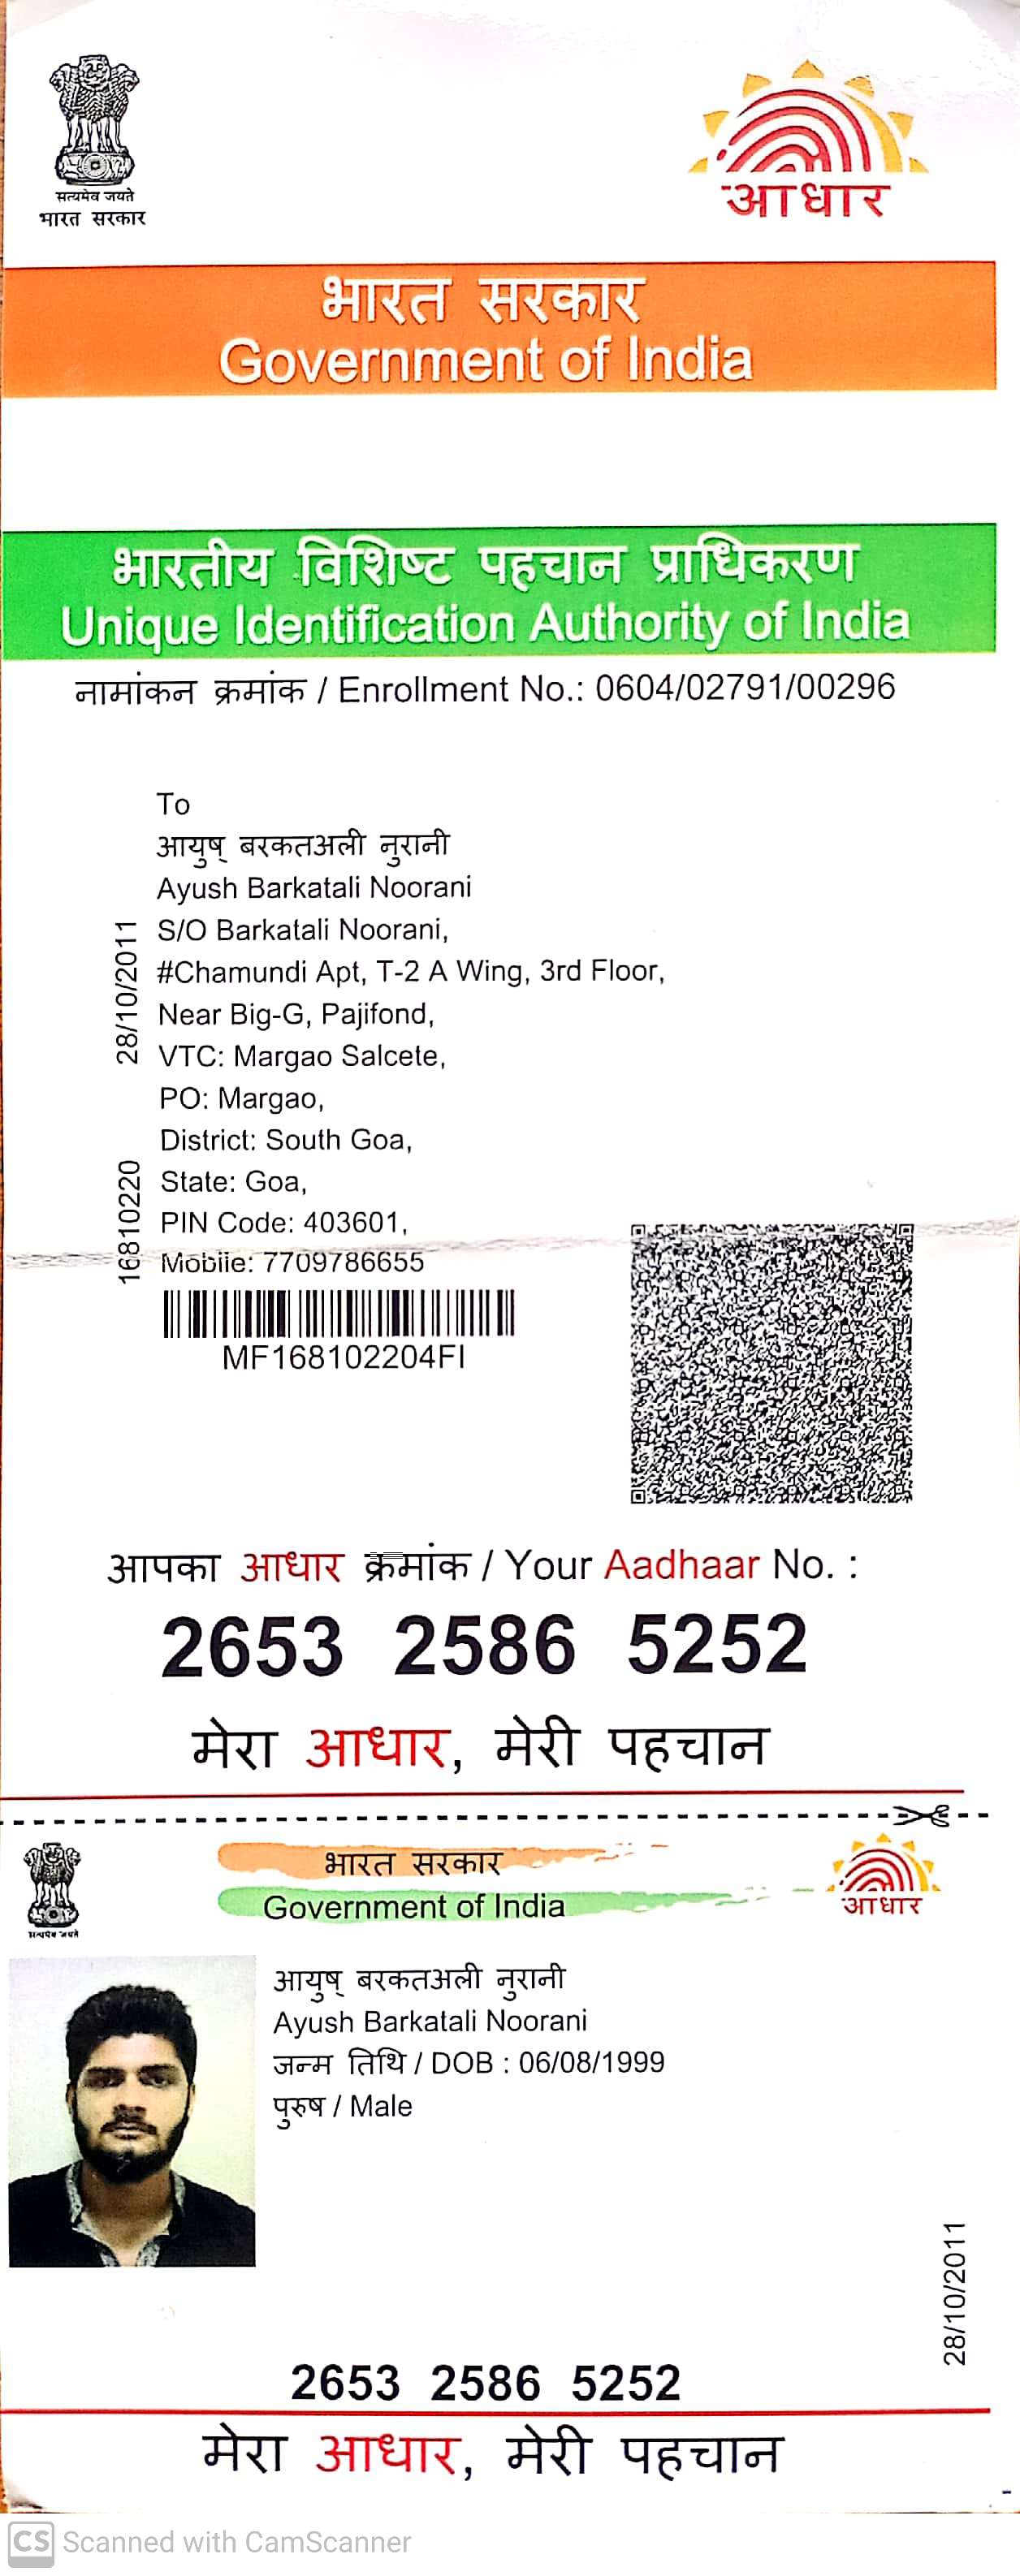 सत्यमेव जयते
भारत सरकार
आधार
भारत सरकार
Government of India
भारतीय विशिष्ट पहचान प्राधिकरण
Unique Identification Authority of India
नामांकन क्रमांक / Enrollment No.: 0604/02791/00296
To
आयुष् बरकतअली नुरानी
Ayush Barkatali Noorani
S/O Barkatali Noorani,
#Chamundi Apt, T-2 A Wing, 3rd Floor,
Near Big-G, Pajifond,
VTC: Margao Salcete,
PO: Margao,
District: South Goa,
State: Goa,
PIN Code: 403601,
Mobile: 7709786655
28/10/2011
16810220
MF168102204FI
आपका आधार क्रमांक / Your Aadhaar No. :
2653 2586 5252
मेरा आधार, मेरी पहचान
सत्यमेव जयते
भारत सरकार
Government of India
आधार
आयुष् बरकतअली नुरानी
Ayush Barkatali Noorani
जन्म तिथि / DOB : 06/08/1999
पुरुष / Male
28/10/2011
2653 2586 5252
मेरा आधार, मेरी पहचान
CS Scanned with CamScanner